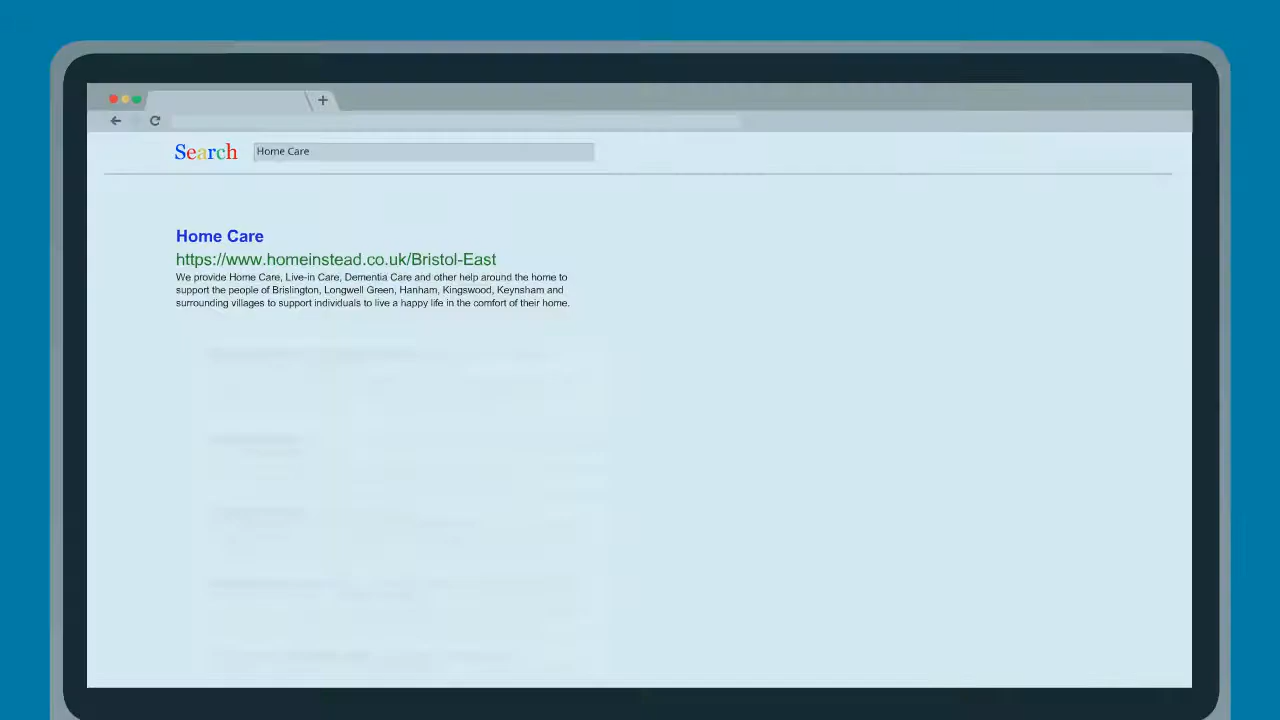 Search Home Care
Home Care
https://www.homeinstead.co.uk/Bristol-East
We provide Home Care, Live-in Care, Dementia Care and other help around the home to
support the people of Brislington, Longwell Green, Hanham, Kingswood, Keynsham and
surrounding villages to support individuals to live a happy life in the comfort of their home.